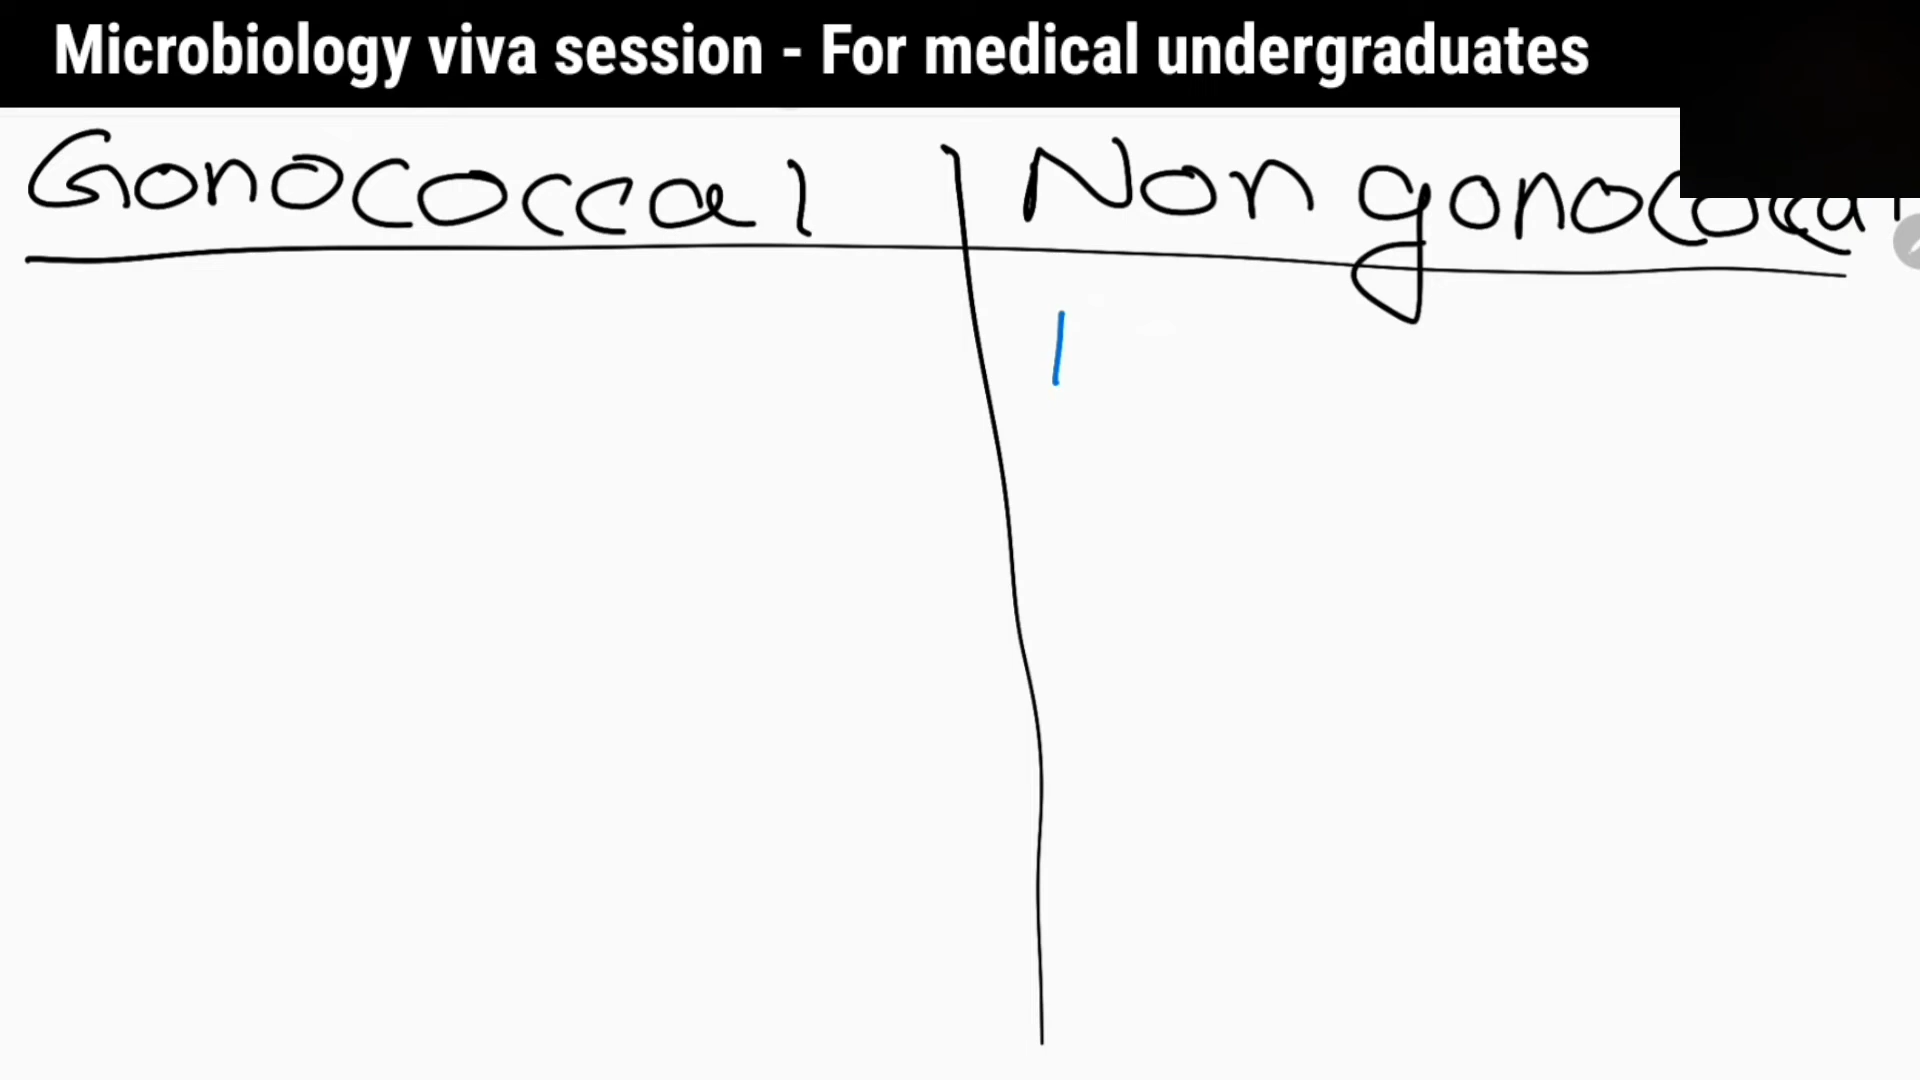 Microbiology viva session - For medical undergraduates
Gonococcal Non gonococcal